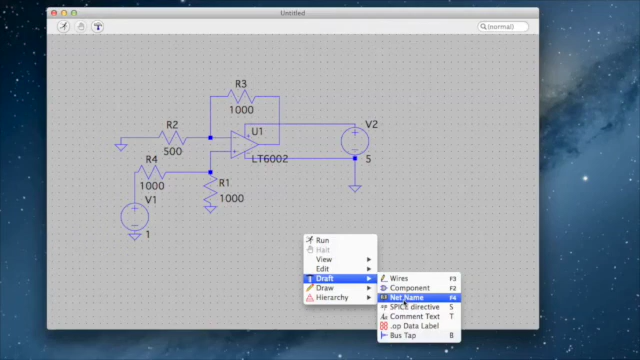 Untitled
(normal)
R3
1000
R2
500
U1
LT6002
V2
5
R4
1000
R1
1000
V1
1
Run
Halt
View
Edit
Draft
Draw
Hierarchy
Wires F3
Component F2
Net Name F4
SPICE directive S
Aa Comment Text T
.op Data Label
Bus Tap B